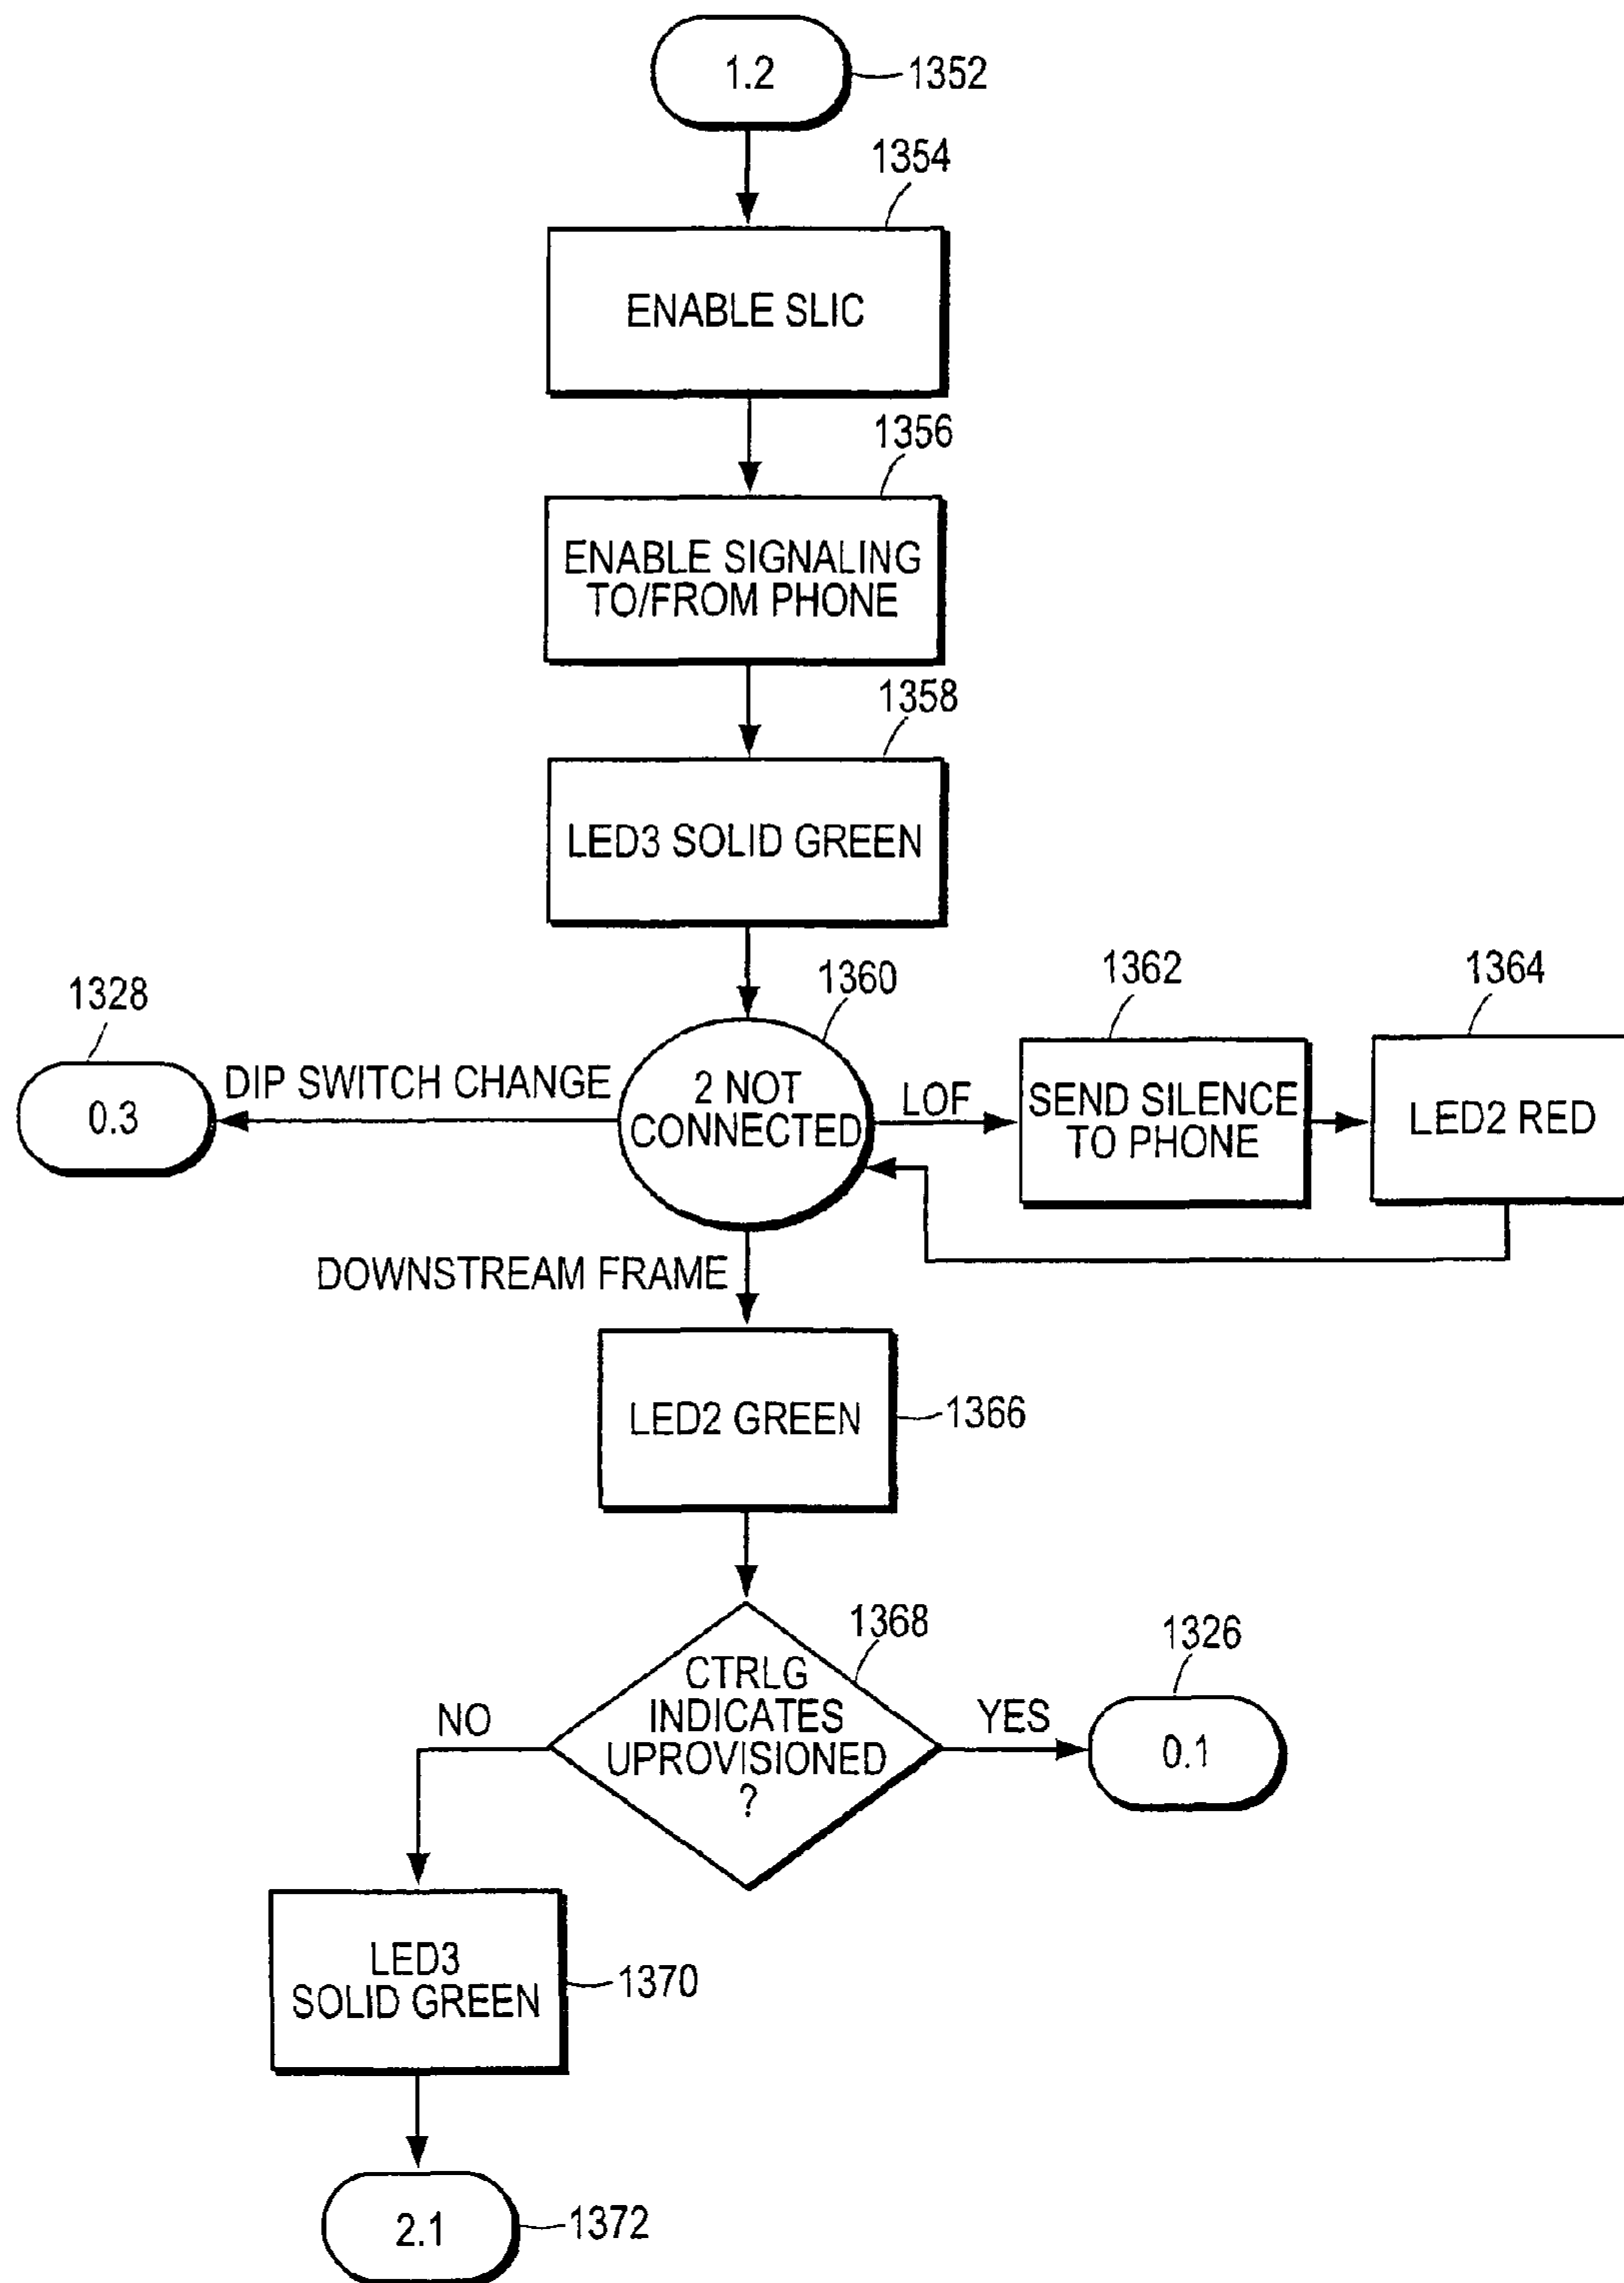 1.2
1352
1354
ENABLE SLIC
1356
ENABLE SIGNALING
TO/FROM PHONE
1358
LED3 SOLID GREEN
1328
0.3
DIP SWITCH CHANGE
1360
2 NOT
CONNECTED
LOF
1362
SEND SILENCE
TO PHONE
1364
LED2 RED
DOWNSTREAM FRAME
LED2 GREEN
1366
1368
CTRLG
INDICATES
UPROVISIONED
?
NO
YES
1326
0.1
LED3
SOLID GREEN
1370
2.1
1372